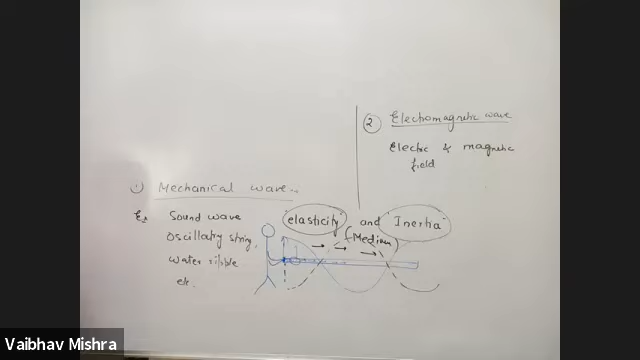 ① Mechanical wave
Ex Sound wave
Oscillatry string,
water ripple
etc.
elasticity and Inertia
(Medium)
② Electromagnetic wave
Electric & magnetic
field
Vaibhav Mishra